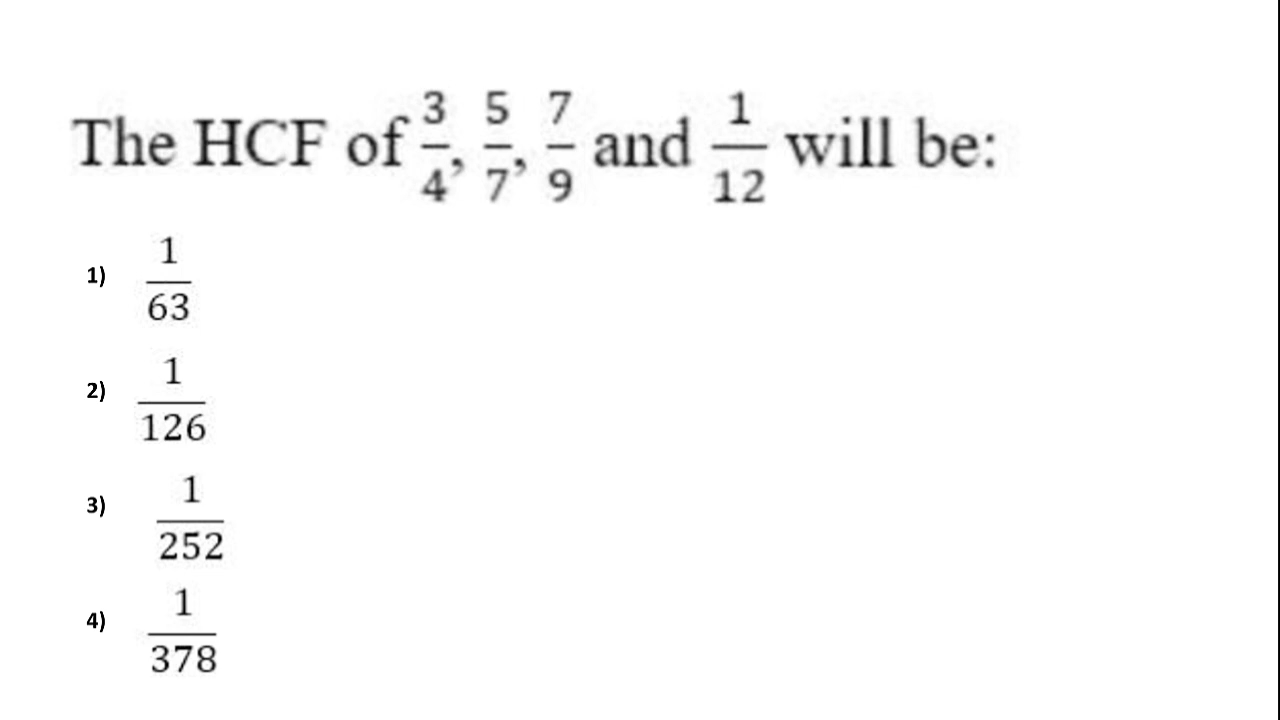 The HCF of 3/4, 5/7, 7/9 and 1/12 will be:
1) 1/63
2) 1/126
3) 1/252
4) 1/378